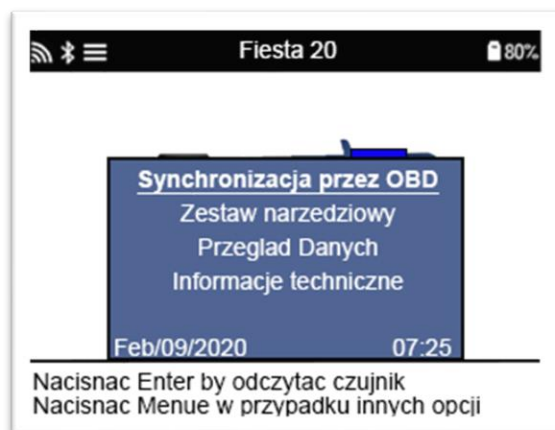 Fiesta 20
80%
Synchronizacja przez OBD
Zestaw narzedziowy
Przeglad Danych
Informacje techniczne
Feb/09/2020 07:25
Nacisnac Enter by odczytac czujnik
Nacisnac Menue w przypadku innych opcji